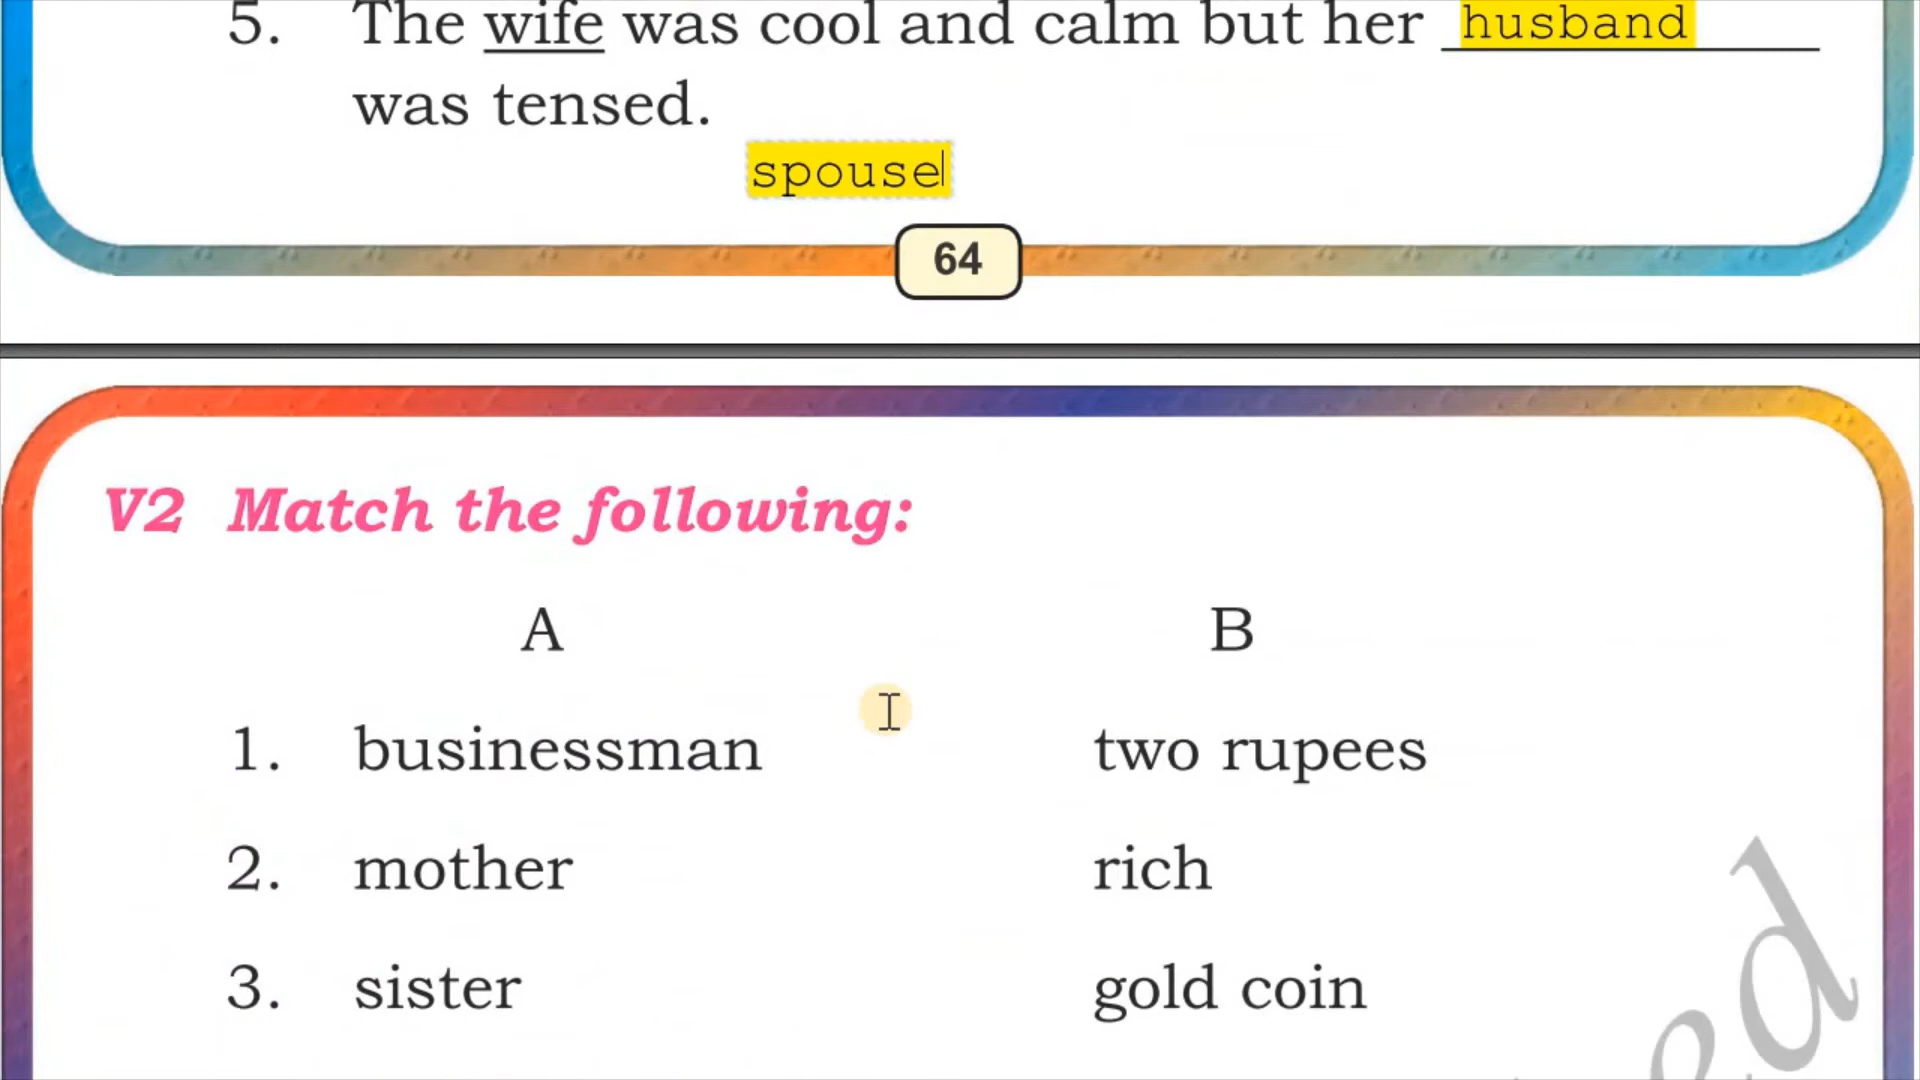 5. The wife was cool and calm but her husband
was tensed.
spouse
64
V2 Match the following:
A B
1. businessman two rupees
2. mother rich
3. sister gold coin